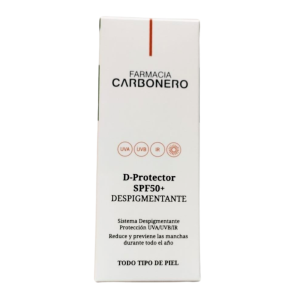 FARMACIA
CARBONERO
UVA UVB IR
D-Protector
SPF50+
DESPIGMENTANTE
Sistema Despigmentante
Protección UVA/UVB/IR
Reduce y previene las manchas
durante todo el año
TODO TIPO DE PIEL